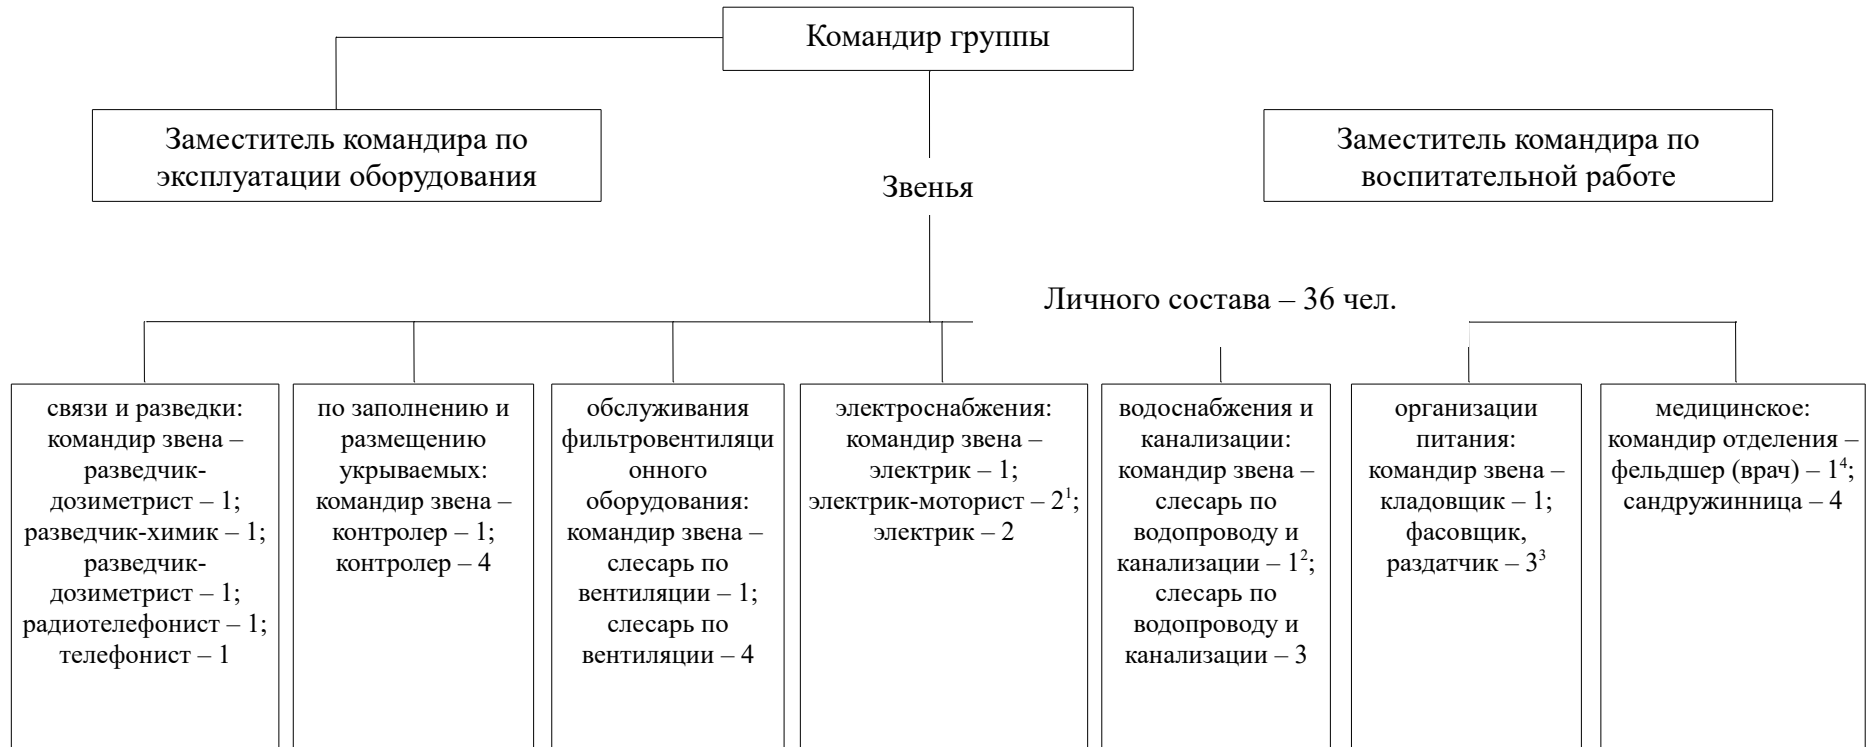 Командир группы
Заместитель командира по
эксплуатации оборудования
Заместитель командира по
воспитательной работе
Звенья
Личного состава – 36 чел.
связи и разведки:
командир звена –
разведчик-
дозиметрист – 1;
разведчик-химик – 1;
разведчик-
дозиметрист – 1;
радиотелефонист – 1;
телефонист – 1
по заполнению и
размещению
укрываемых:
командир звена –
контролер – 1;
контролер – 4
обслуживания
фильтровентиляци
онного
оборудования:
командир звена –
слесарь по
вентиляции – 1;
слесарь по
вентиляции – 4
электроснабжения:
командир звена –
электрик – 1;
электрик-моторист – 2¹;
электрик – 2
водоснабжения и
канализации:
командир звена –
слесарь по
водопроводу и
канализации – 1²;
слесарь по
водопроводу и
канализации – 3
организации
питания:
командир звена –
кладовщик – 1;
фасовщик,
раздатчик – 3³
медицинское:
командир отделения –
фельдшер (врач) – 1⁴;
сандружинница – 4